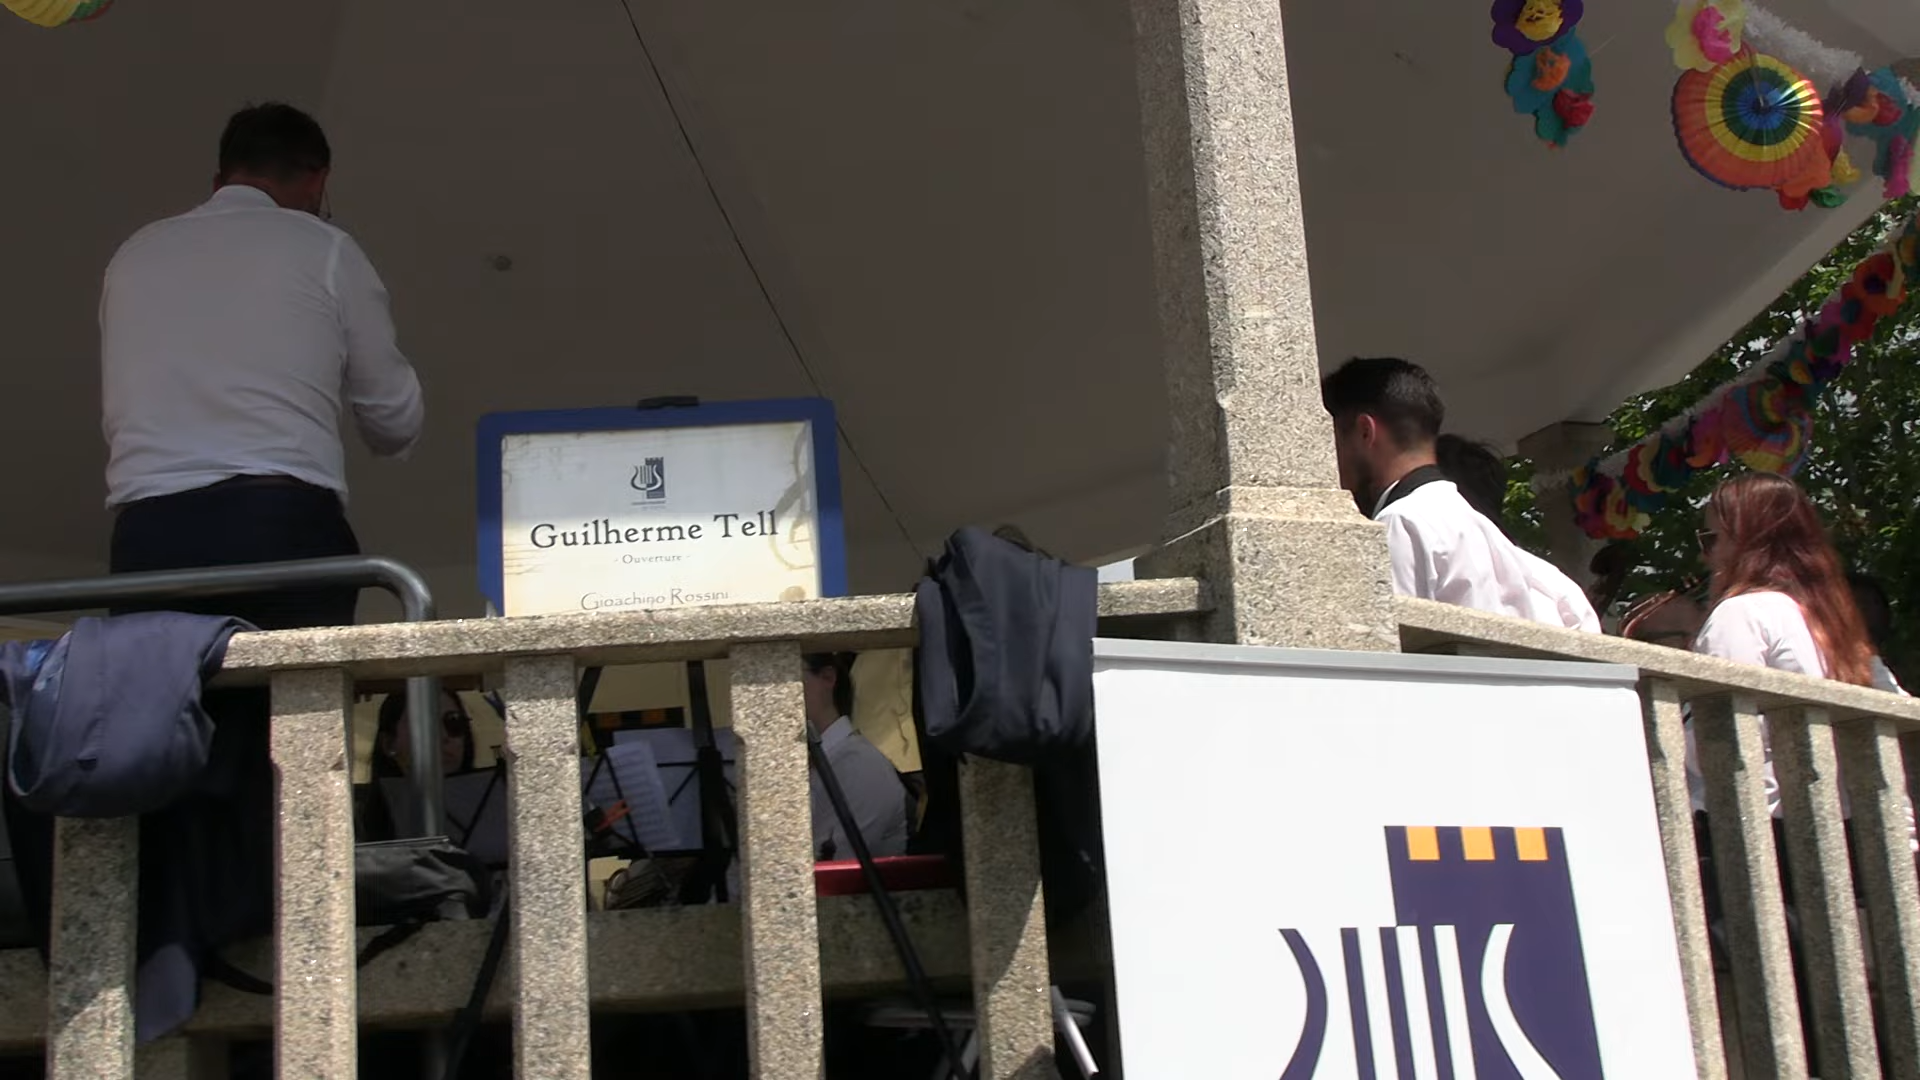 Guilherme Tell
- Ouverture -
Gioachino Rossini